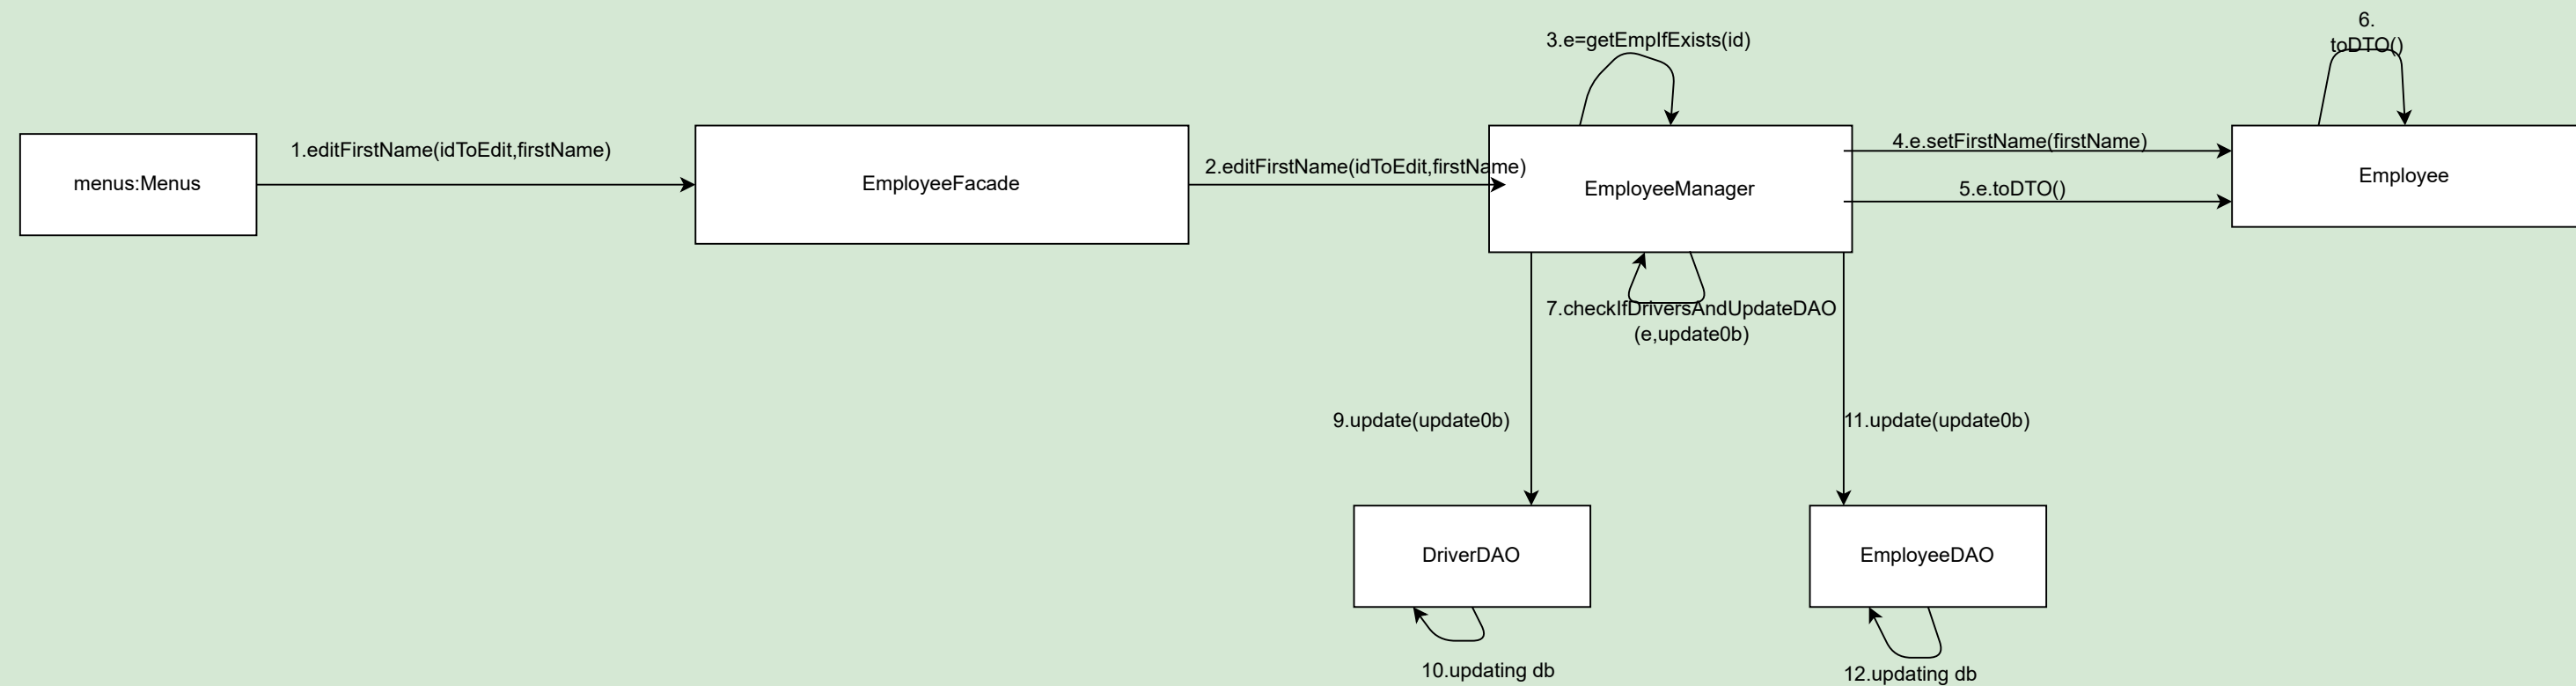 6.
toDTO()
3.e=getEmpIfExists(id)
1.editFirstName(idToEdit,firstName)
2.editFirstName(idToEdit,firstName)
4.e.setFirstName(firstName)
menus:Menus
EmployeeFacade
EmployeeManager
Employee
5.e.toDTO()
7.checkIfDriversAndUpdateDAO
(e,update0b)
9.update(update0b)
11.update(update0b)
DriverDAO
EmployeeDAO
10.updating db
12.updating db